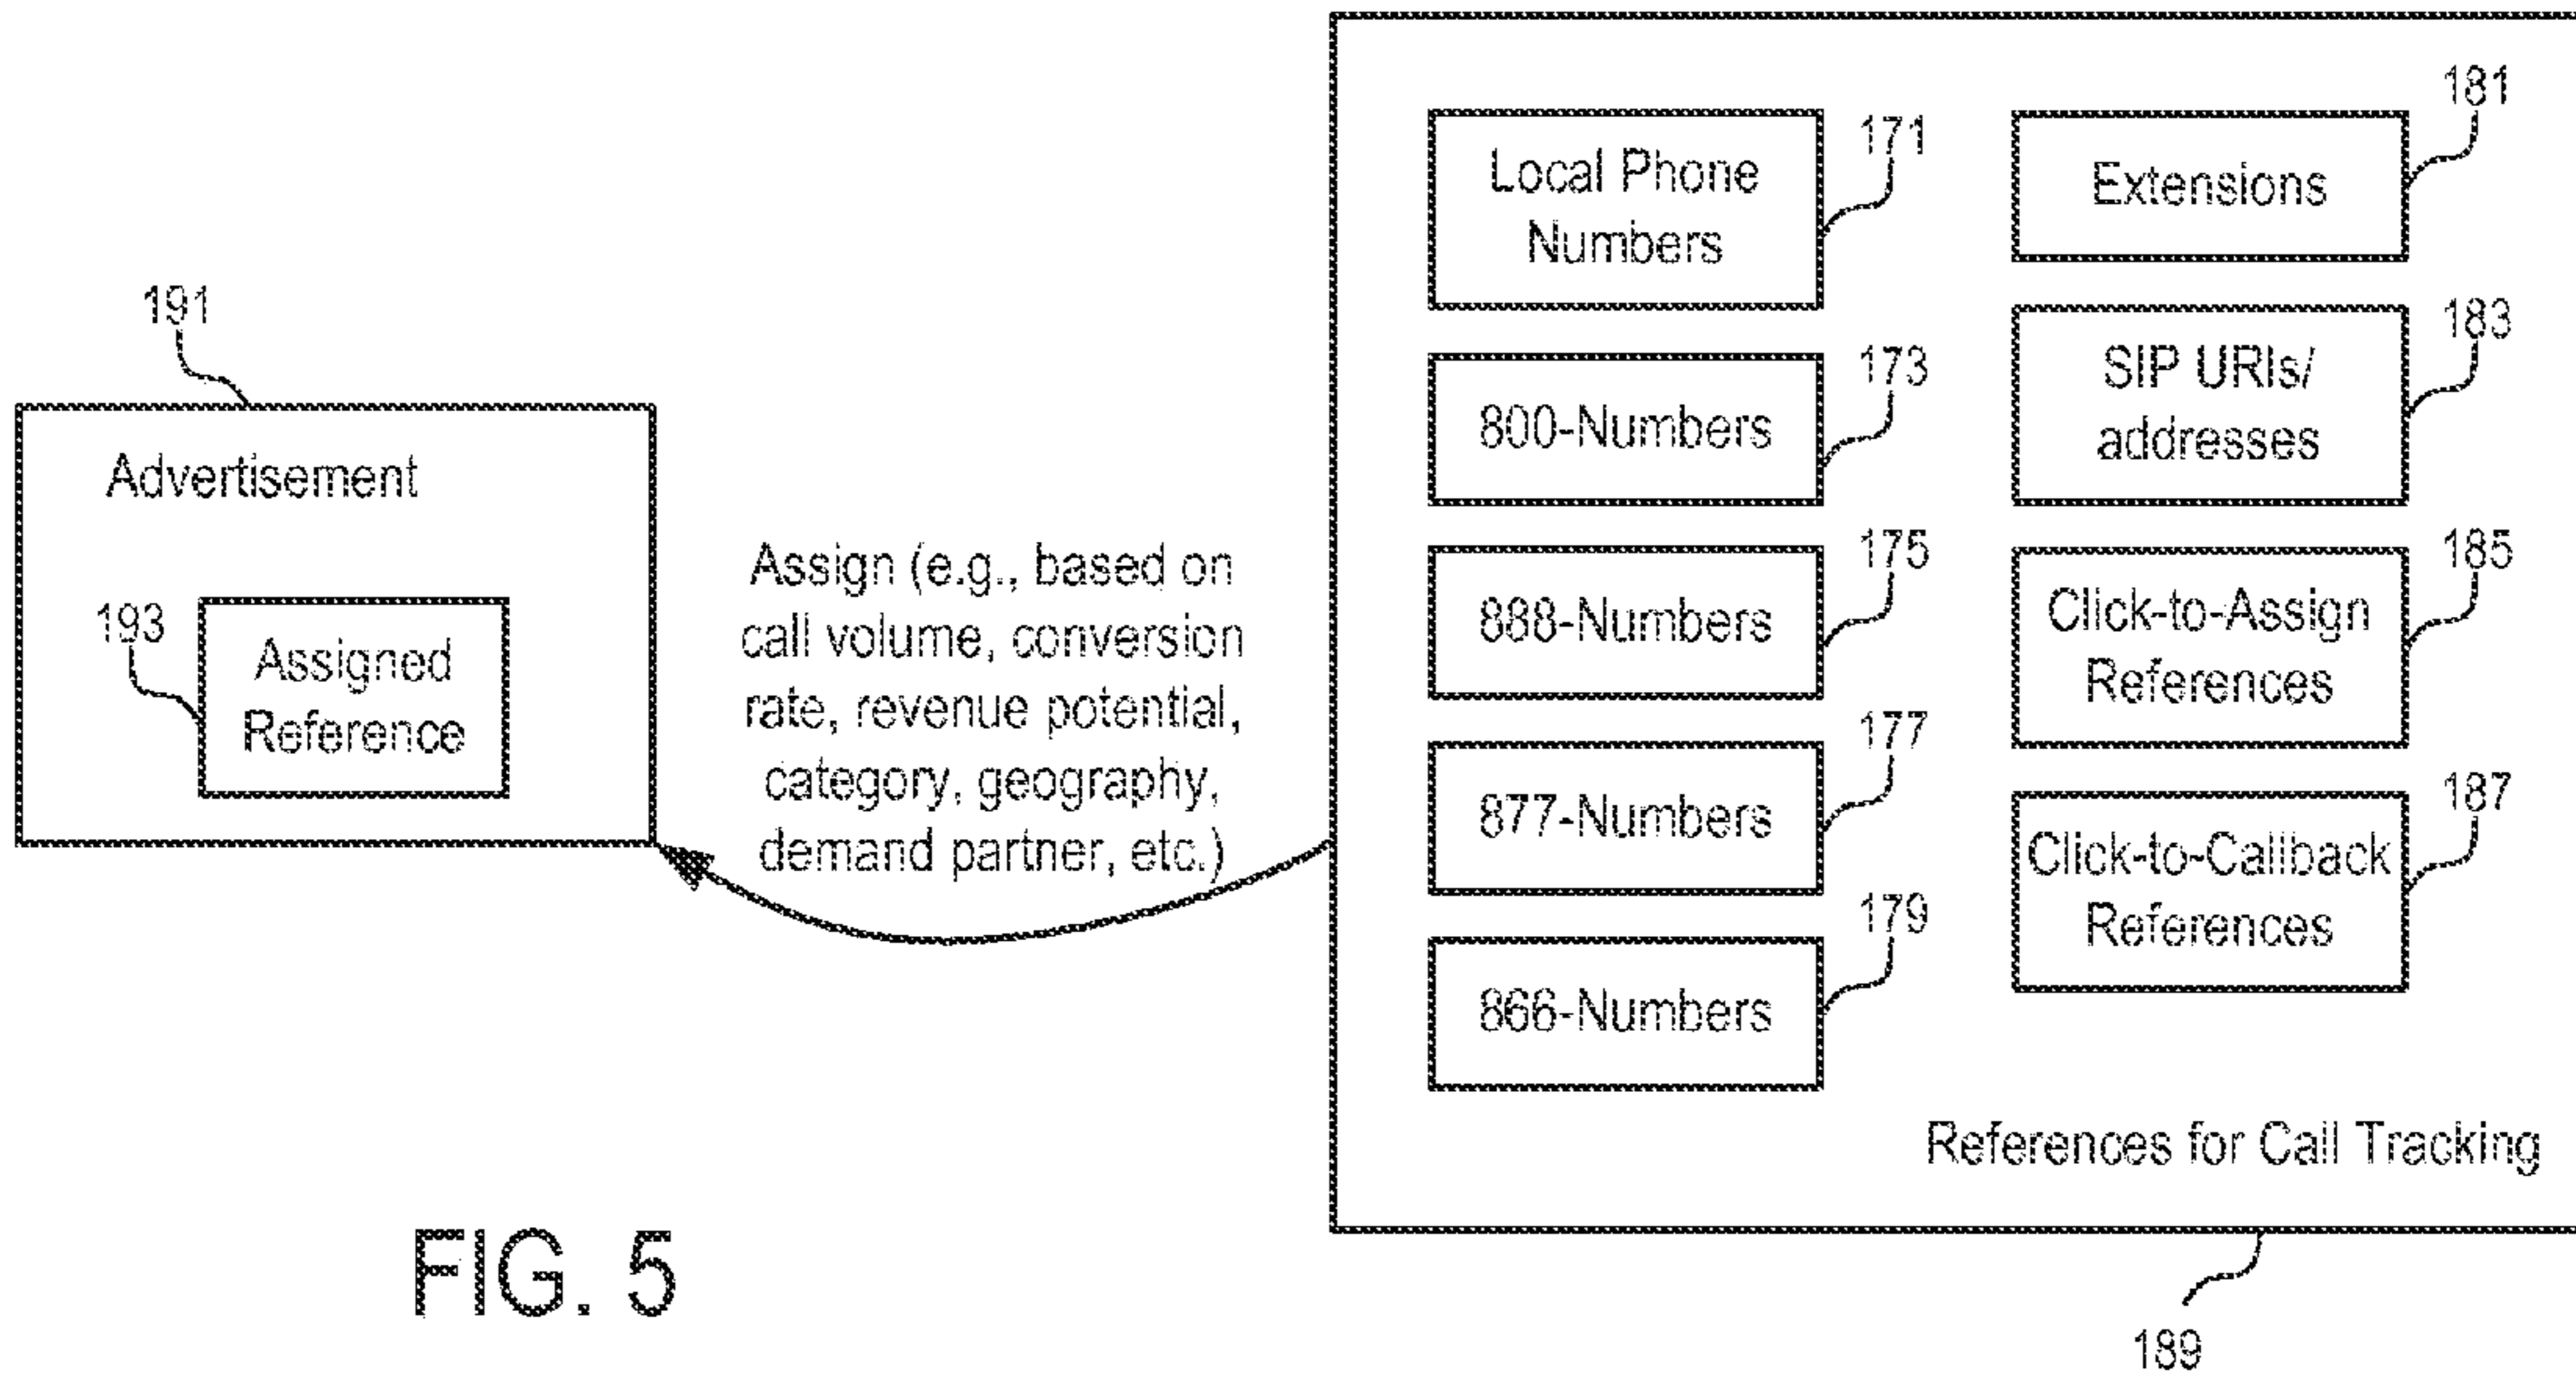 191
Advertisement
193
Assigned
Reference
Assign (e.g., based on
call volume, conversion
rate, revenue potential,
category, geography,
demand partner, etc.)
Local Phone
Numbers
171
800-Numbers
173
888-Numbers
175
877-Numbers
177
866-Numbers
179
Extensions
181
SIP URIs/
addresses
183
Click-to-Assign
References
185
Click-to-Callback
References
187
References for Call Tracking
189
FIG. 5